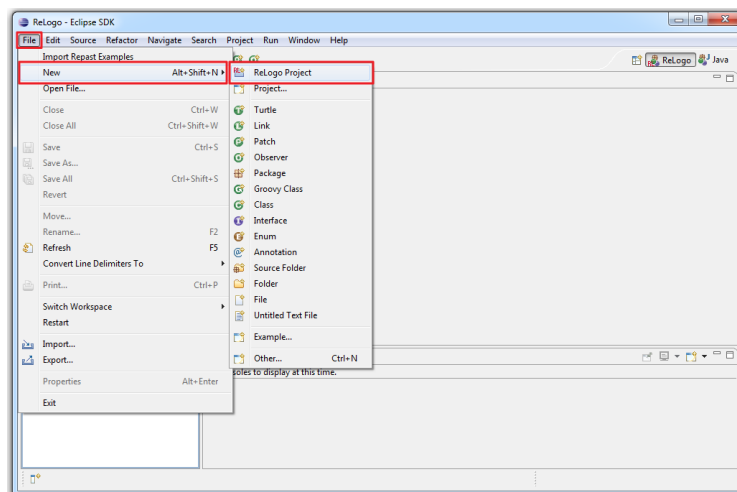 ReLogo - Eclipse SDK
File Edit Source Refactor Navigate Search Project Run Window Help
ReLogo Java
Import Repast Examples
New Alt+Shift+N
Open File...
Close Ctrl+W
Close All Ctrl+Shift+W
Save Ctrl+S
Save As...
Save All Ctrl+Shift+S
Revert
Move...
Rename... F2
Refresh F5
Convert Line Delimiters To
Print... Ctrl+P
Switch Workspace
Restart
Import...
Export...
Properties Alt+Enter
Exit
ReLogo Project
Project...
Turtle
Link
Patch
Observer
Package
Groovy Class
Class
Interface
Enum
Annotation
Source Folder
Folder
File
Untitled Text File
Example...
Other... Ctrl+N
soles to display at this time.